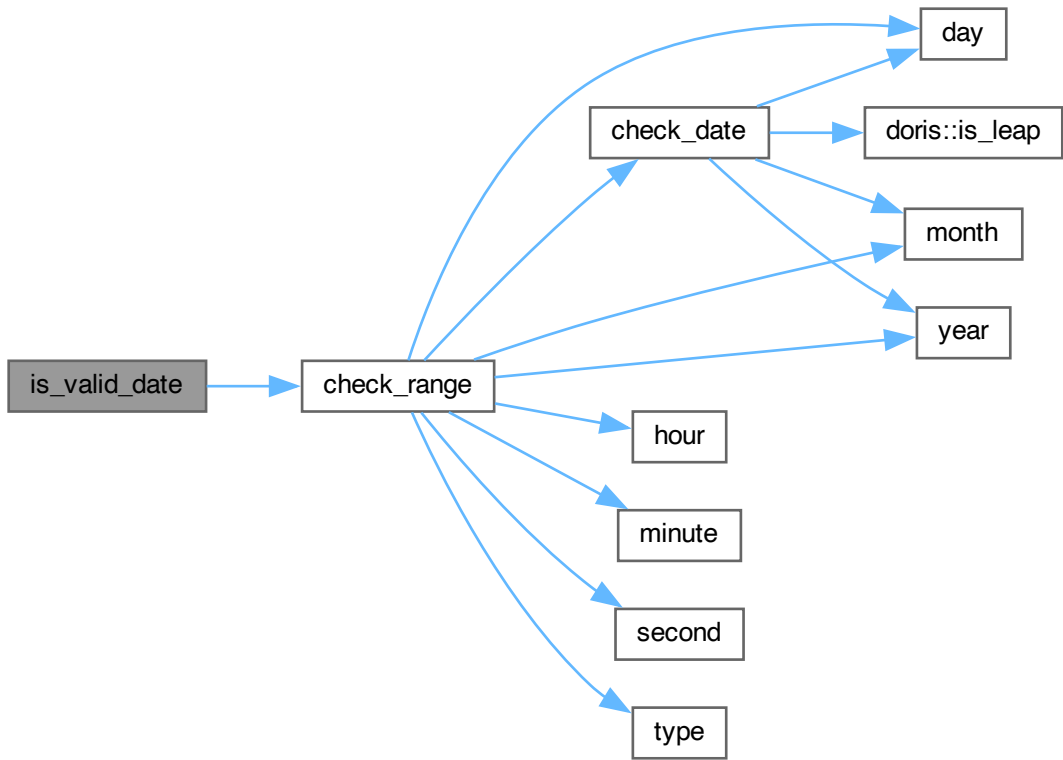 day
check_date
doris::is_leap
month
year
is_valid_date
check_range
hour
minute
second
type